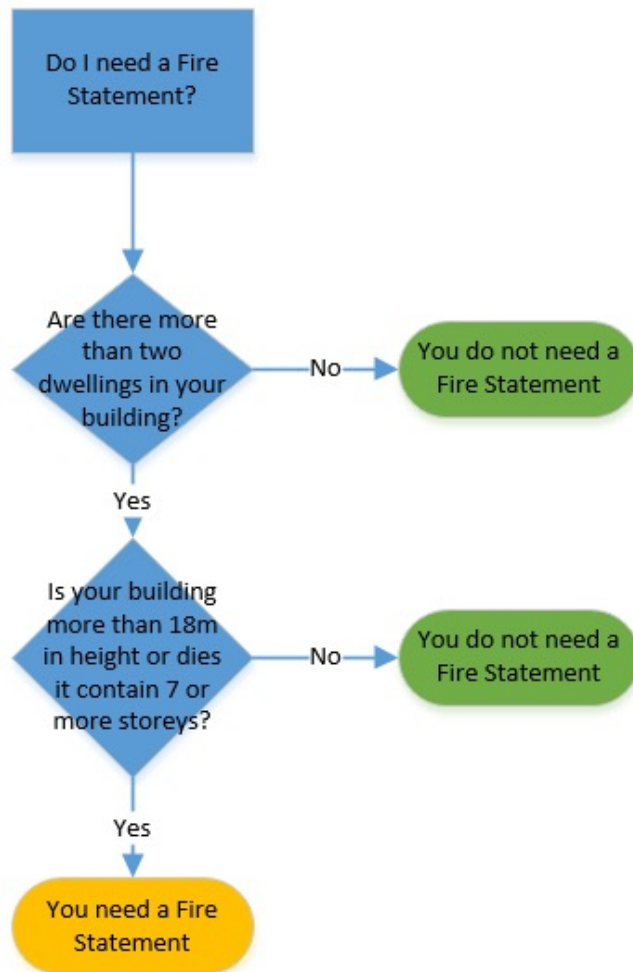 Do I need a Fire
Statement?
Are there more
than two
dwellings in your
building?
No
You do not need a
Fire Statement
Yes
Is your building
more than 18m
in height or dies
it contain 7 or
more storeys?
No
You do not need a
Fire Statement
Yes
You need a Fire
Statement